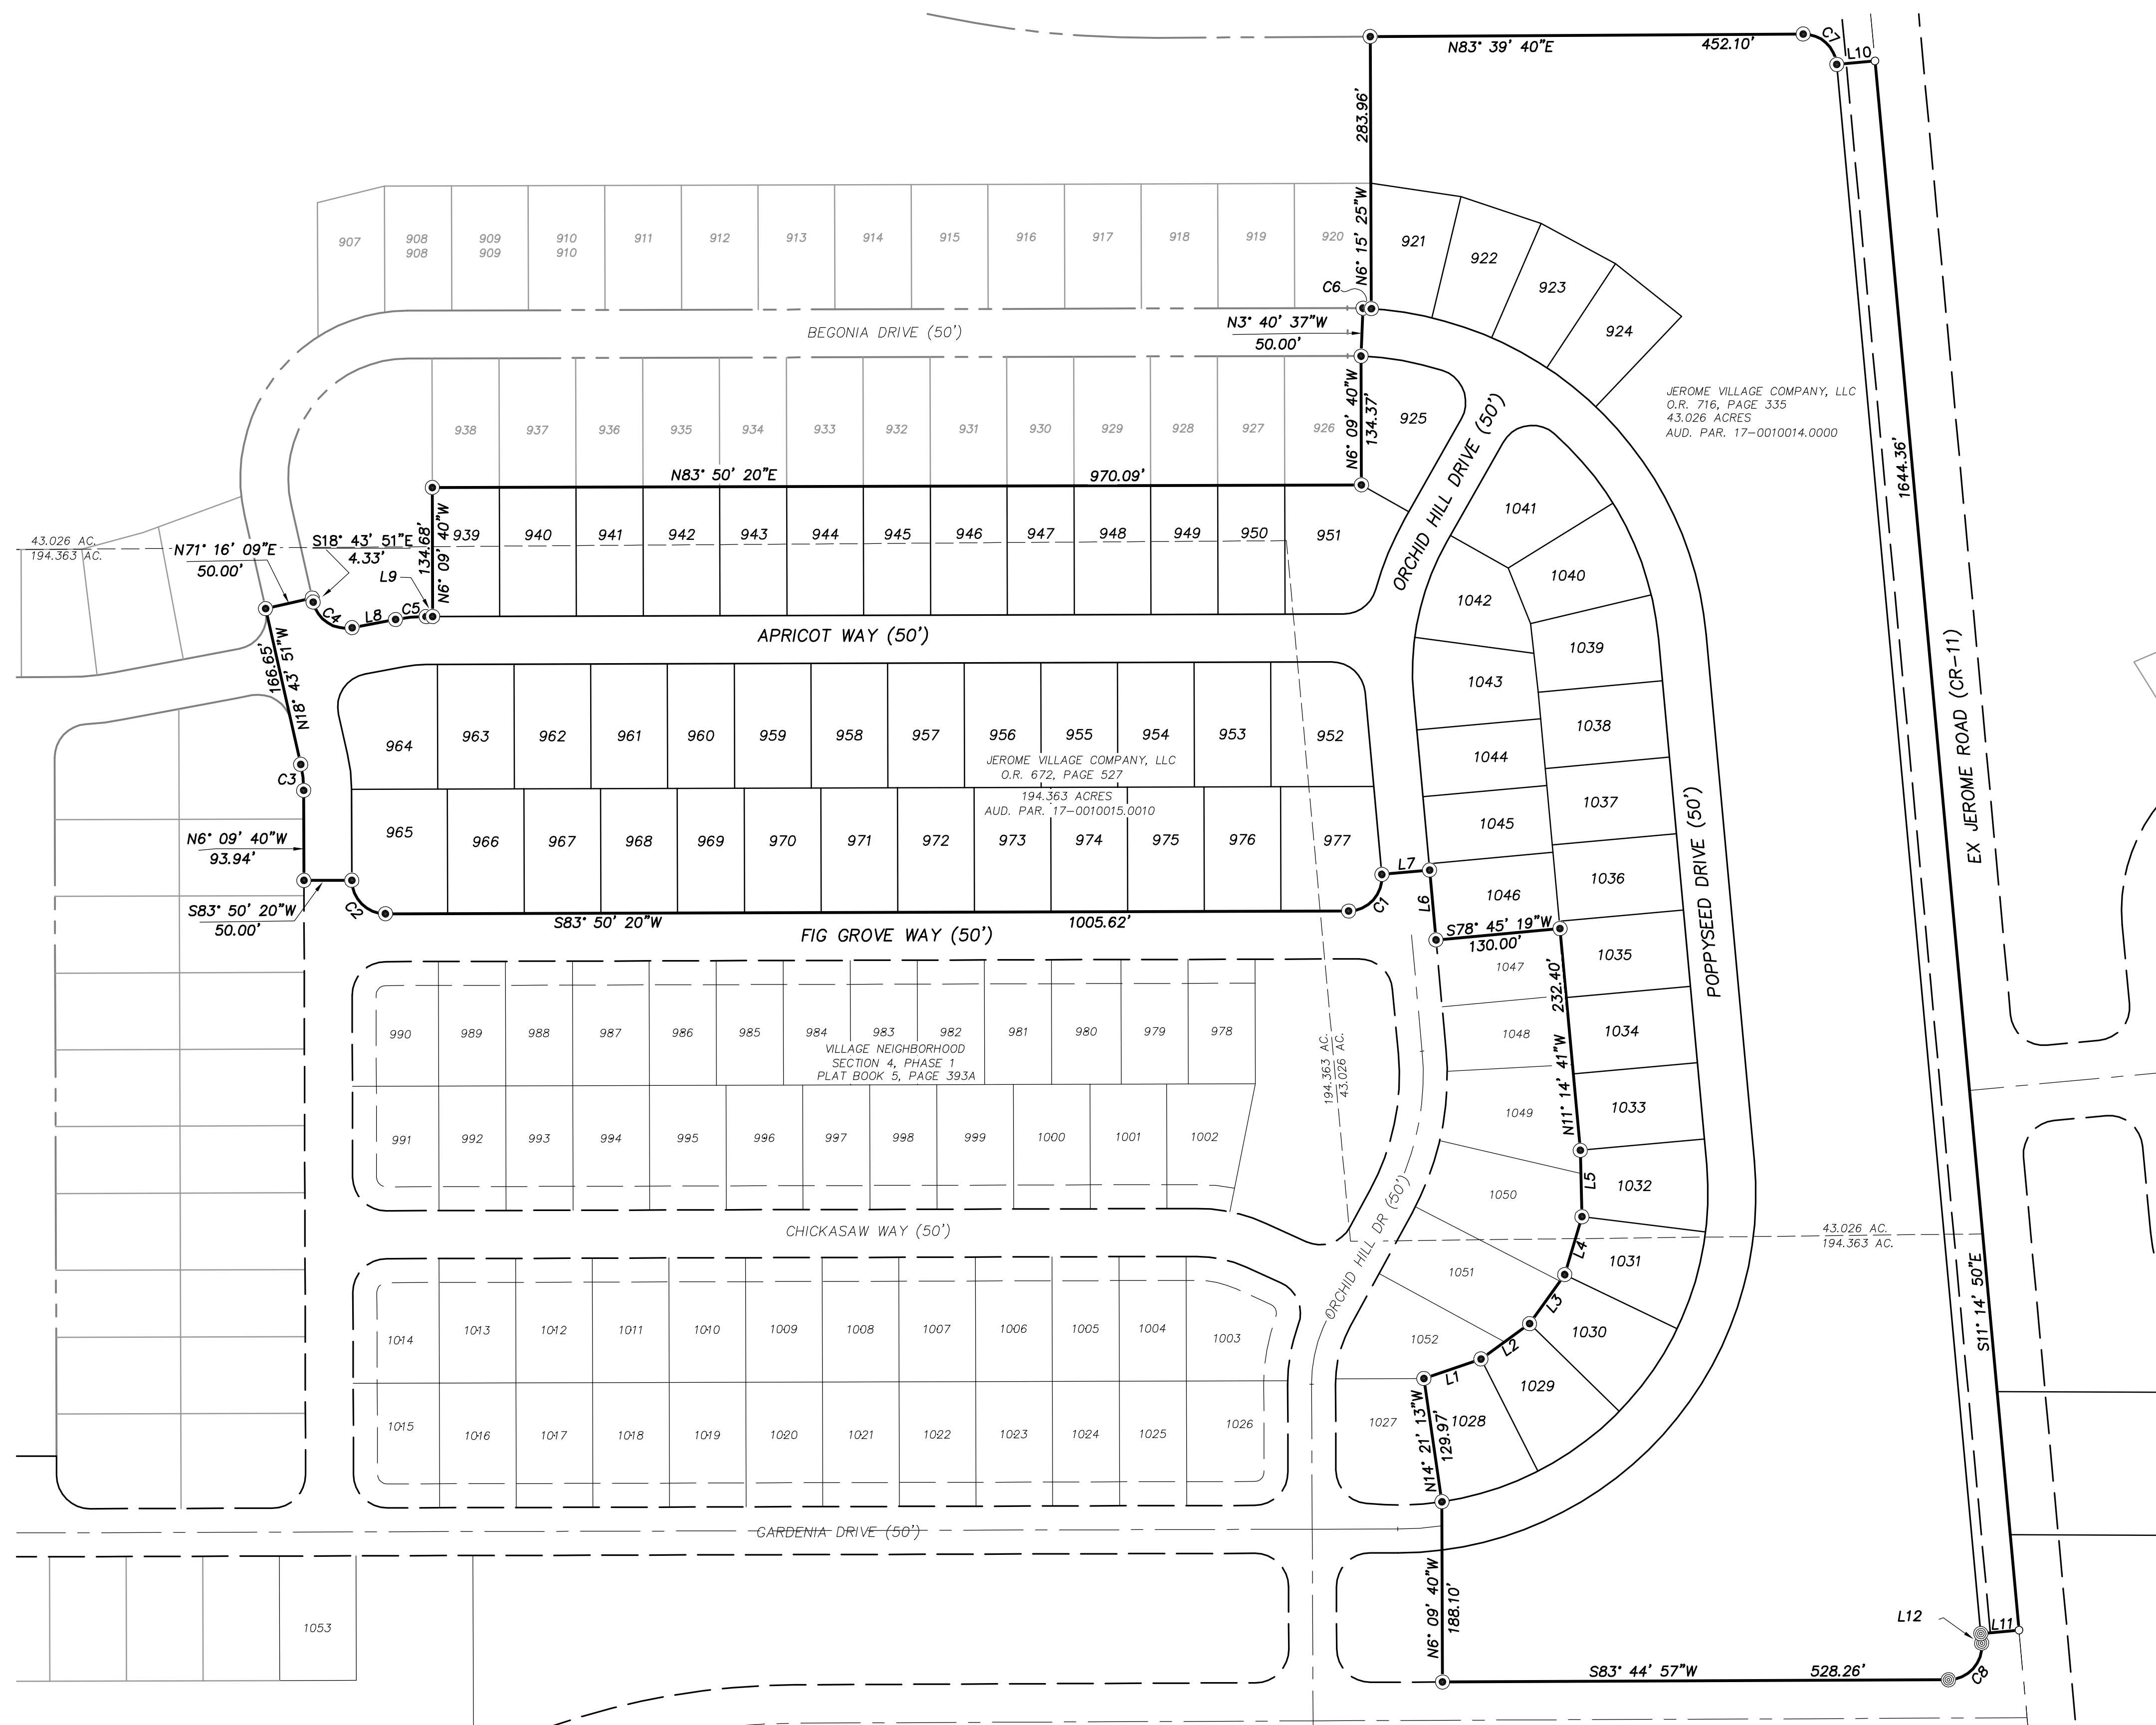 N83° 39' 40"E
452.10'
C7
L10
283.96'
N6° 15' 25"W
907
908
908
909
909
910
910
911
912
913
914
915
916
917
918
919
920
921
922
923
924
C6
BEGONIA DRIVE (50')
N3° 40' 37"W
50.00'
JEROME VILLAGE COMPANY, LLC
O.R. 716, PAGE 335
43.026 ACRES
AUD. PAR. 17-0010014.0000
N6° 09' 40"W
134.37'
925
ORCHID HILL DRIVE (50')
938
937
936
935
934
933
932
931
930
929
928
927
926
1644.36'
N83° 50' 20"E
970.09'
43.026 AC.
194.363 AC.
N71° 16' 09"E
50.00'
S18° 43' 51"E
4.33'
L9
134.68'
N6° 09' 40"W
939
940
941
942
943
944
945
946
947
948
949
950
951
C4
L8
C5
1041
1040
1042
APRICOT WAY (50')
166.65'
N18° 43' 51"W
1039
1043
1038
1044
EX JEROME ROAD (CR-11)
964
963
962
961
960
959
958
957
956
955
954
953
952
JEROME VILLAGE COMPANY, LLC
O.R. 672, PAGE 527
194.363 ACRES
AUD. PAR. 17-0010015.0010
C3
1037
1045
N6° 09' 40"W
93.94'
965
966
967
968
969
970
971
972
973
974
975
976
977
L7
1036
1046
POPPYSEED DRIVE (50')
S83° 50' 20"W
50.00'
C2
S83° 50' 20"W
1005.62'
C1
L6
S78° 45' 19"W
130.00'
FIG GROVE WAY (50')
1035
1047
232.40'
N11° 14' 41"W
1034
1048
990
989
988
987
986
985
984
983
982
981
980
979
978
VILLAGE NEIGHBORHOOD
SECTION 4, PHASE 1
PLAT BOOK 5, PAGE 393A
194.363 AC.
43.026 AC.
1033
1049
991
992
993
994
995
996
997
998
999
1000
1001
1002
L5
1032
1050
CHICKASAW WAY (50')
ORCHID HILL DR (50')
43.026 AC.
194.363 AC.
L4
1031
1051
S11° 14' 50"E
L3
1030
1014
1013
1012
1011
1010
1009
1008
1007
1006
1005
1004
1003
1052
L2
L1
1029
N14° 21' 13"W
129.97'
1015
1016
1017
1018
1019
1020
1021
1022
1023
1024
1025
1026
1027
1028
GARDENIA DRIVE (50')
N6° 09' 40"W
188.10'
1053
L12
L11
S83° 44' 57"W
528.26'
C8